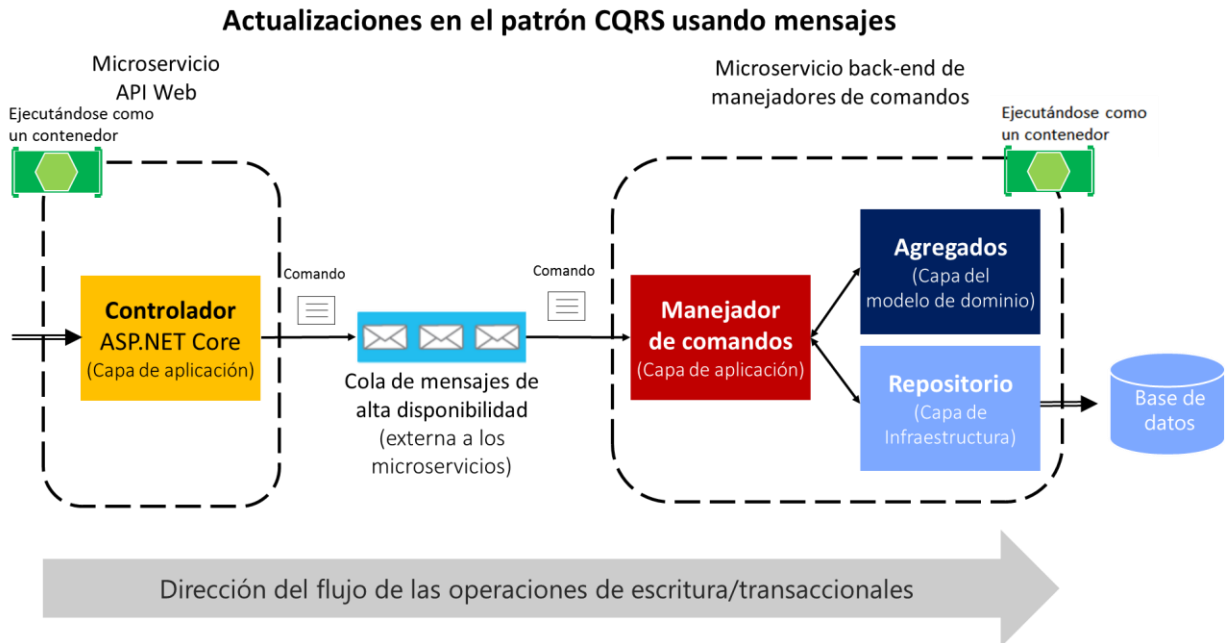 Actualizaciones en el patrón CQRS usando mensajes
Microservicio
API Web
Ejecutándose como
un contenedor
Microservicio back-end de
manejadores de comandos
Ejecutándose como
un contenedor
Controlador
ASP.NET Core
(Capa de aplicación)
Comando
Cola de mensajes de
alta disponibilidad
(externa a los
microservicios)
Comando
Manejador
de comandos
(Capa de aplicación)
Agregados
(Capa del
modelo de dominio)
Repositorio
(Capa de
Infraestructura)
Base de
datos
Dirección del flujo de las operaciones de escritura/transaccionales